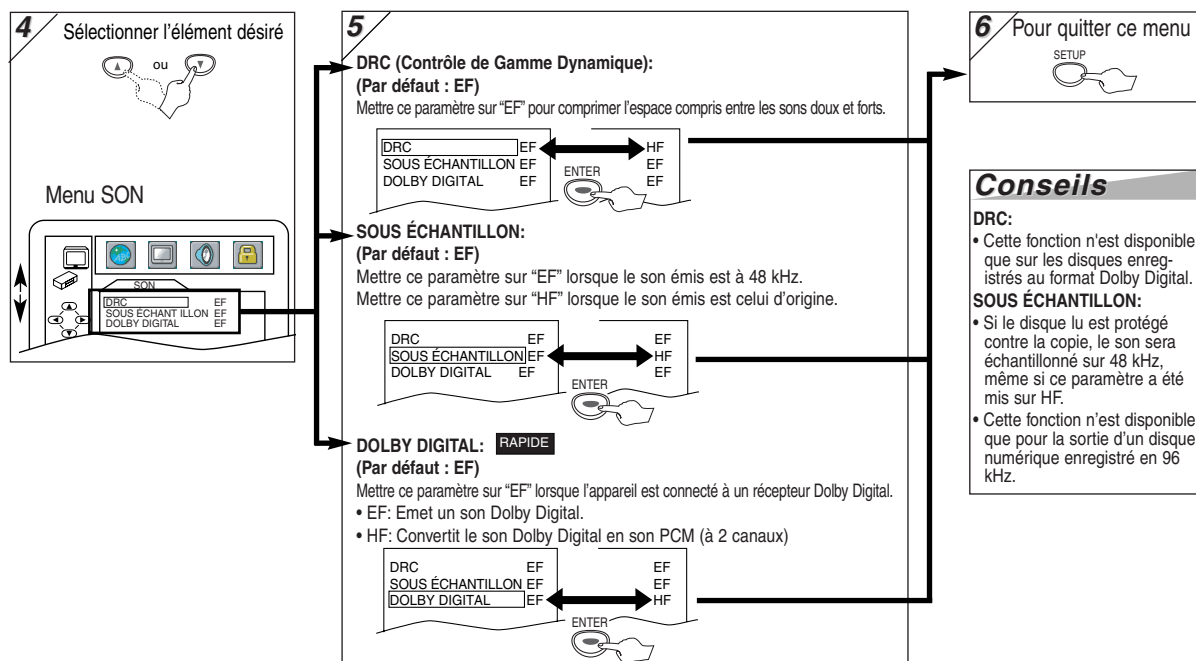 4
Sélectionner l'élément désiré
ou
Menu SON
ABC
SON
DRC EF
SOUS ÉCHANT ILLON EF
DOLBY DIGITAL EF
5
DRC (Contrôle de Gamme Dynamique):
(Par défaut : EF)
Mettre ce paramètre sur “EF” pour comprimer l’espace compris entre les sons doux et forts.
DRC EF HF
SOUS ÉCHANTILLON EF EF
DOLBY DIGITAL EF EF
ENTER
SOUS ÉCHANTILLON:
(Par défaut : EF)
Mettre ce paramètre sur “EF” lorsque le son émis est à 48 kHz.
Mettre ce paramètre sur “HF” lorsque le son émis est celui d’origine.
DRC EF EF
SOUS ÉCHANTILLON EF HF
DOLBY DIGITAL EF EF
ENTER
DOLBY DIGITAL: RAPIDE
(Par défaut : EF)
Mettre ce paramètre sur “EF” lorsque l’appareil est connecté à un récepteur Dolby Digital.
• EF: Emet un son Dolby Digital.
• HF: Convertit le son Dolby Digital en son PCM (à 2 canaux)
DRC EF EF
SOUS ÉCHANTILLON EF EF
DOLBY DIGITAL EF HF
ENTER
6
Pour quitter ce menu
SETUP
Conseils
DRC:
• Cette fonction n'est disponible
que sur les disques enreg-
istrés au format Dolby Digital.
SOUS ÉCHANTILLON:
• Si le disque lu est protégé
contre la copie, le son sera
échantillonné sur 48 kHz,
même si ce paramètre a été
mis sur HF.
• Cette fonction n’est disponible
que pour la sortie d’un disque
numérique enregistré en 96
kHz.